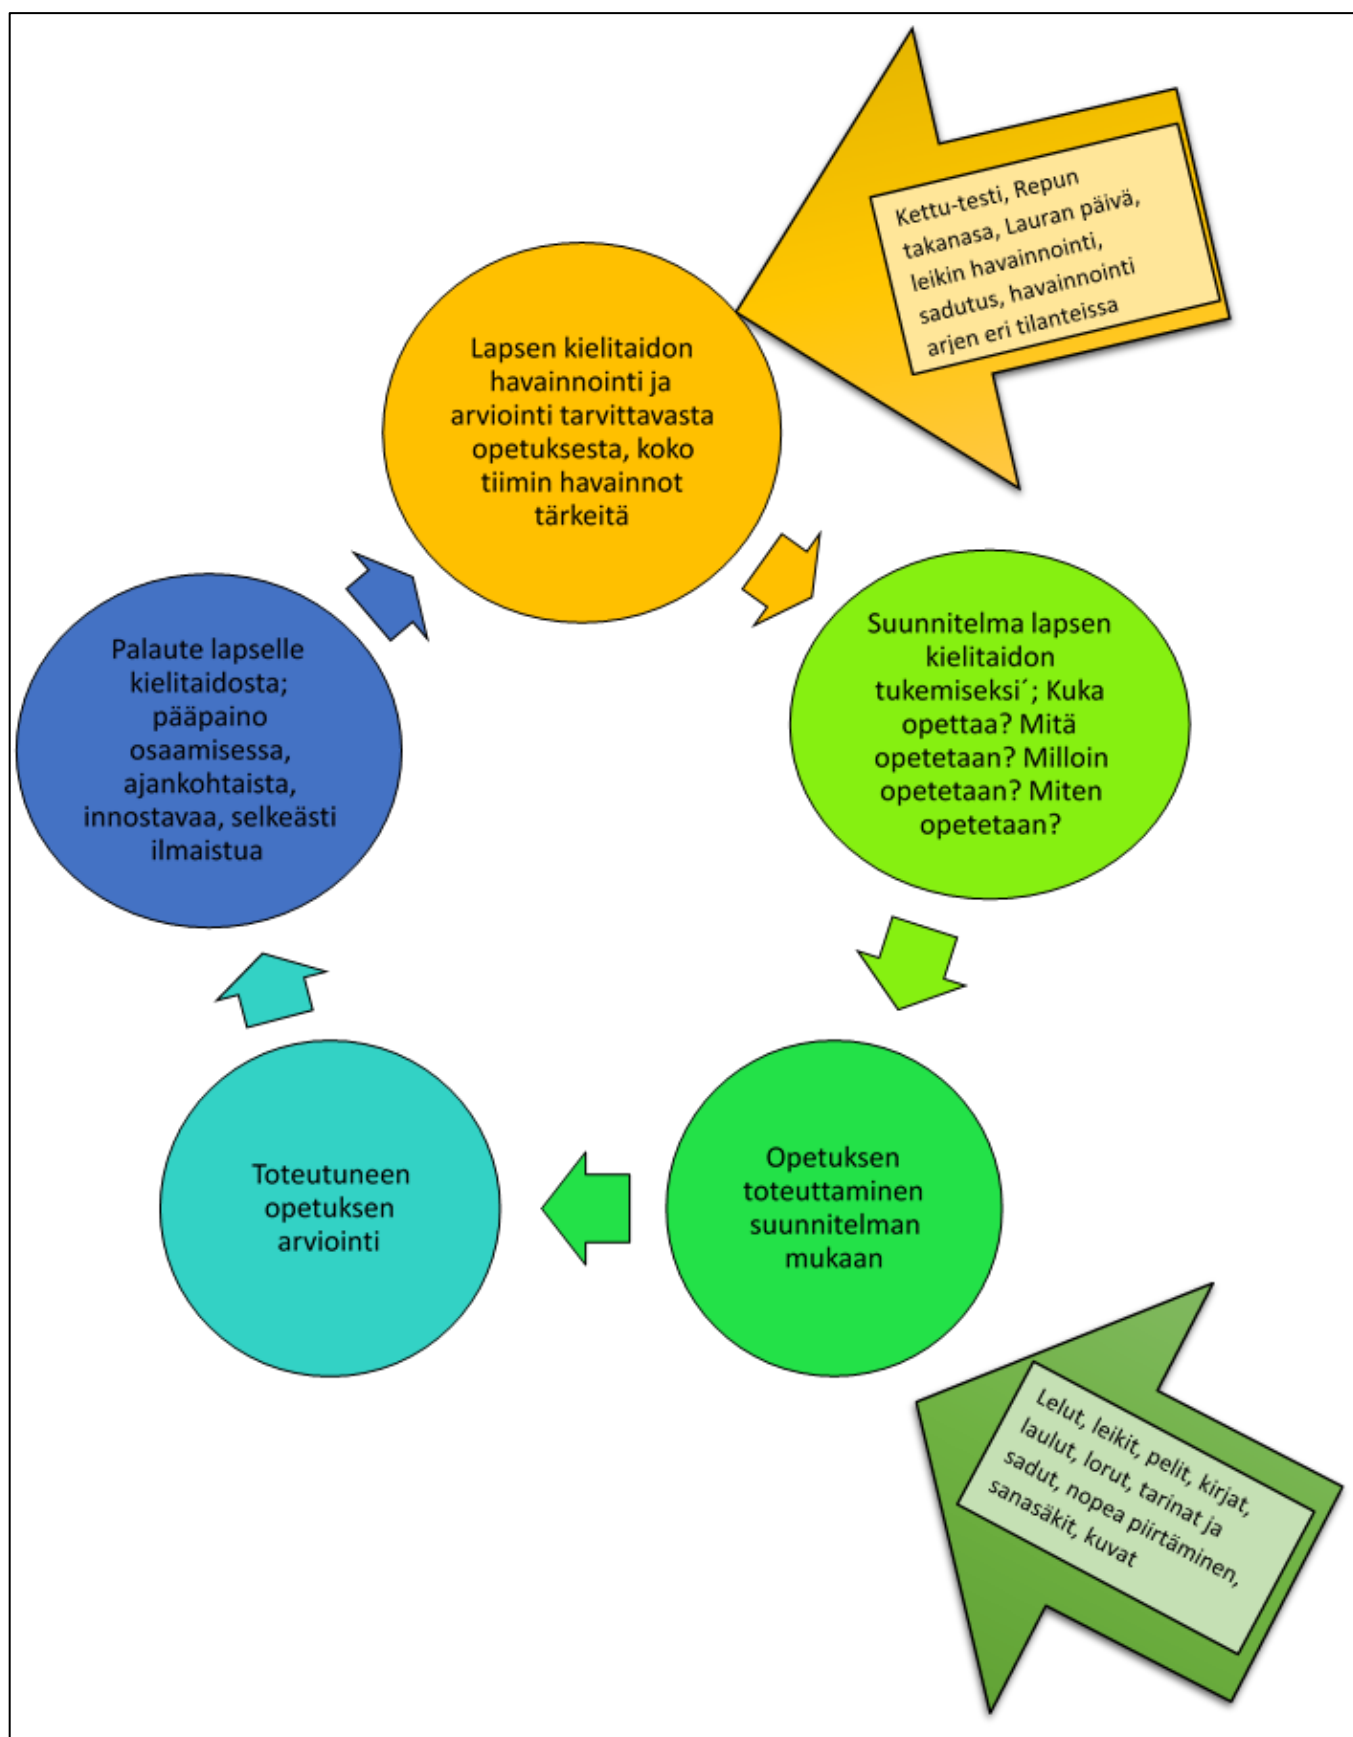 Kettu-testi, Repun
takanasa, Lauran päivä,
leikin havainnointi,
sadutus, havainnointi
arjen eri tilanteissa
Lapsen kielitaidon
havainnointi ja
arviointi tarvittavasta
opetuksesta, koko
tiimin havainnot
tärkeitä
Suunnitelma lapsen
kielitaidon
tukemiseksi´; Kuka
opettaa? Mitä
opetetaan? Milloin
opetetaan? Miten
opetetaan?
Opetuksen
toteuttaminen
suunnitelman
mukaan
Lelut, leikit, pelit, kirjat,
laulut, lorut, tarinat ja
sadut, nopea piirtäminen,
sanasäkit, kuvat
Toteutuneen
opetuksen
arviointi
Palaute lapselle
kielitaidosta;
pääpaino
osaamisessa,
ajankohtaista,
innostavaa, selkeästi
ilmaistua